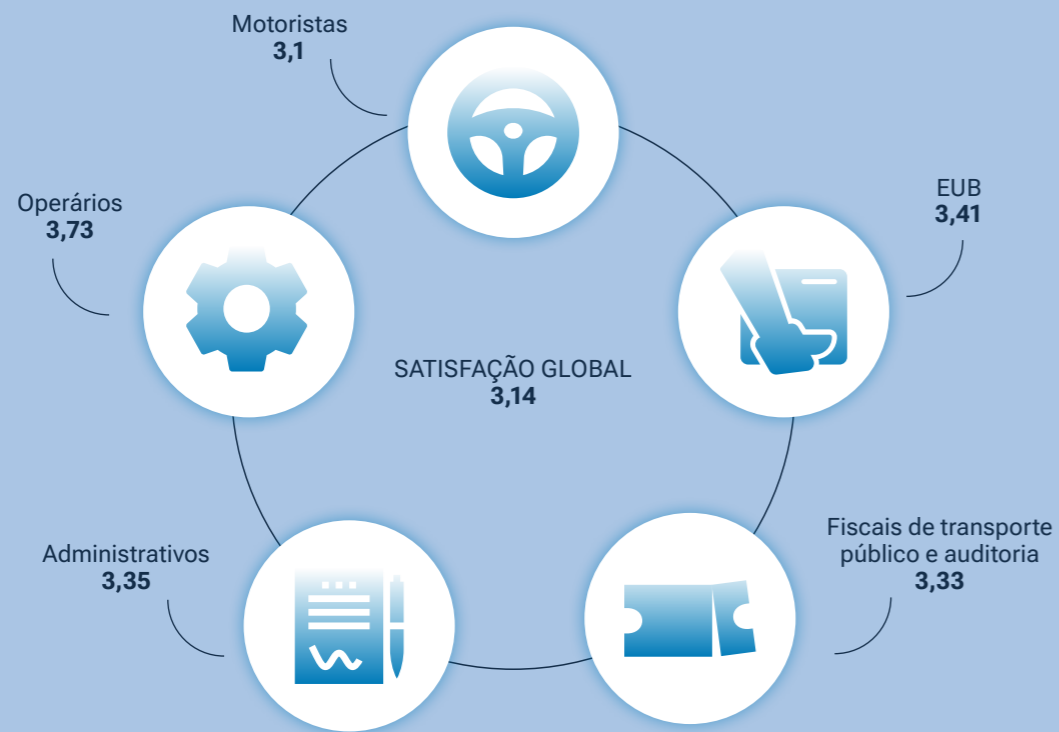 Motoristas
3,1
Operários
3,73
EUB
3,41
SATISFAÇÃO GLOBAL
3,14
Administrativos
3,35
Fiscais de transporte
público e auditoria
3,33